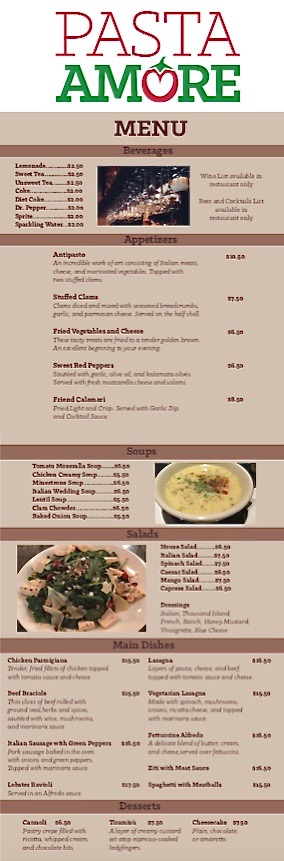 PASTA
AMORE
MENU
Beverages
Lemonade............$2.50
Sweet Tea............$2.50
Unsweet Tea.......$2.50
Coke.....................$2.00
Diet Coke.............$2.00
Dr. Pepper............$2.00
Sprite....................$2.00
Sparkling Water..$2.00
Wine List available in
restaurant only
Beer and Cocktails List
available in
restaurant only
Appetizers
Antipasto $10.50
An incredible work of art consisting of Italian meats,
cheese, and marinated vegetables. Topped with
two stuffed clams.
Stuffed Clams $7.50
Clams diced and mixed with seasoned breadcrumbs,
garlic, and parmesan cheese. Served on the half shell
Fried Vegetables and Cheese $6.50
These tasty treats are fried to a tender golden brown.
An excellent beginning to your evening.
Sweet Red Peppers $6.50
Sautéed with garlic, olive oil, and kalamata olives.
Served with fresh mozzarella cheese and salami.
Friend Calamari $8.50
Fried Light and Crisp. Served with Garlic Dip
and Cocktail Sauce
Soups
Tomato Mozeralla Soup.......$6.50
Chicken Creamy Soup..........$5.50
Minestrone Soup..................$6.50
Italian Wedding Soup..........$6.50
Lentil Soup............................$5.50
Clam Chowder......................$6.50
Baked Onion Soup...............$5.50
Salads
House Salad..........$6.50
Italian Salad..........$7.50
Spinach Salad.......$7.50
Caesar Salad.........$6.50
Mango Salad.........$7.50
Caprese Salad.......$6.50
Dressings
Italian, Thousand Island,
French, Ranch, Honey Mustard,
Vinaigrette, Blue Cheese
Main Dishes
Chicken Parmigiana $15.50
Tender, fried fillets of chicken topped
with tomato sauce and cheese.
Beef Braciole $15.50
Thin slices of beef rolled with
ground veal, herbs and spices,
sautéed with wine, mushrooms,
and marinara sauce.
Italian Sausage with Green Peppers $16.50
Pork sausage baked in the oven
with onions and green peppers.
Topped with marinara sauce
Lobster Ravioli $17.50
Served in an Alfredo sauce
Lasagna $16.50
Layers of pasta, cheese, and beef,
topped with tomato sauce and cheese.
Vegetarian Lasagna $15.50
Made with spinach, mushrooms,
onions, ricotta cheese, and topped
with marinara sauce.
Fettuccine Alfredo $16.50
A delicate blend of butter, cream,
and cheese served over fettuccini.
Ziti with Meat Sauce $16.50
Spaghetti with Meatballs $15.50
Desserts
Cannoli $6.50
Pastry crepe filled with
ricotta, whipped cream,
and chocolate bits.
Tiramisù $7.50
A layer of creamy custard
set atop espresso-soaked
ladyfingers.
Cheesecake $7.50
Plain, chocolate,
or amaretto.